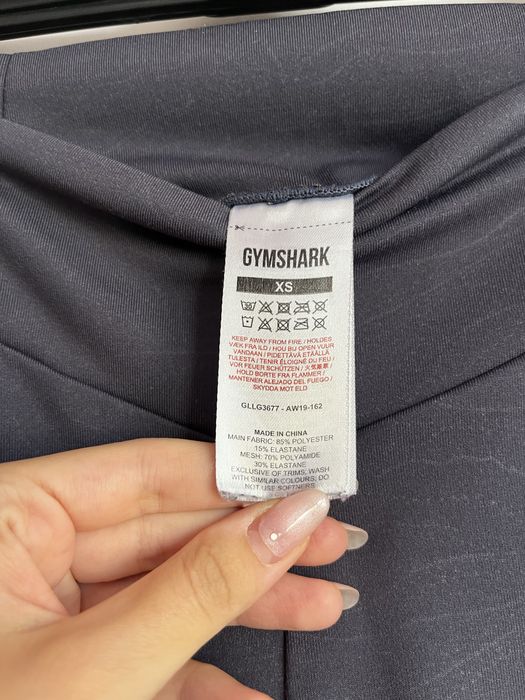 GYMSHARK
XS
KEEP AWAY FROM FIRE / HOLDES
VÆK FRA ILD / HOU BIJ OPEN VUUR
VANDAAN / PIDETTÄVÄ ETÄÄLLÄ
TULESTA / TENIR ÉLOIGNÉ DU FEU /
VOR FEUER SCHÜTZEN / 火気厳禁
/ HOLD BORTE FRA FLAMMER /
MANTENER ALEJADO DEL FUEGO /
SKYDDA MOT ELD
GLLG3677 - AW19-162
MADE IN CHINA
MAIN FABRIC: 85% POLYESTER
15% ELASTANE
MESH: 70% POLYAMIDE
30% ELASTANE
EXCLUSIVE OF TRIMS; WASH
WITH SIMILAR COLOURS; DO
NOT USE SOFTNERS